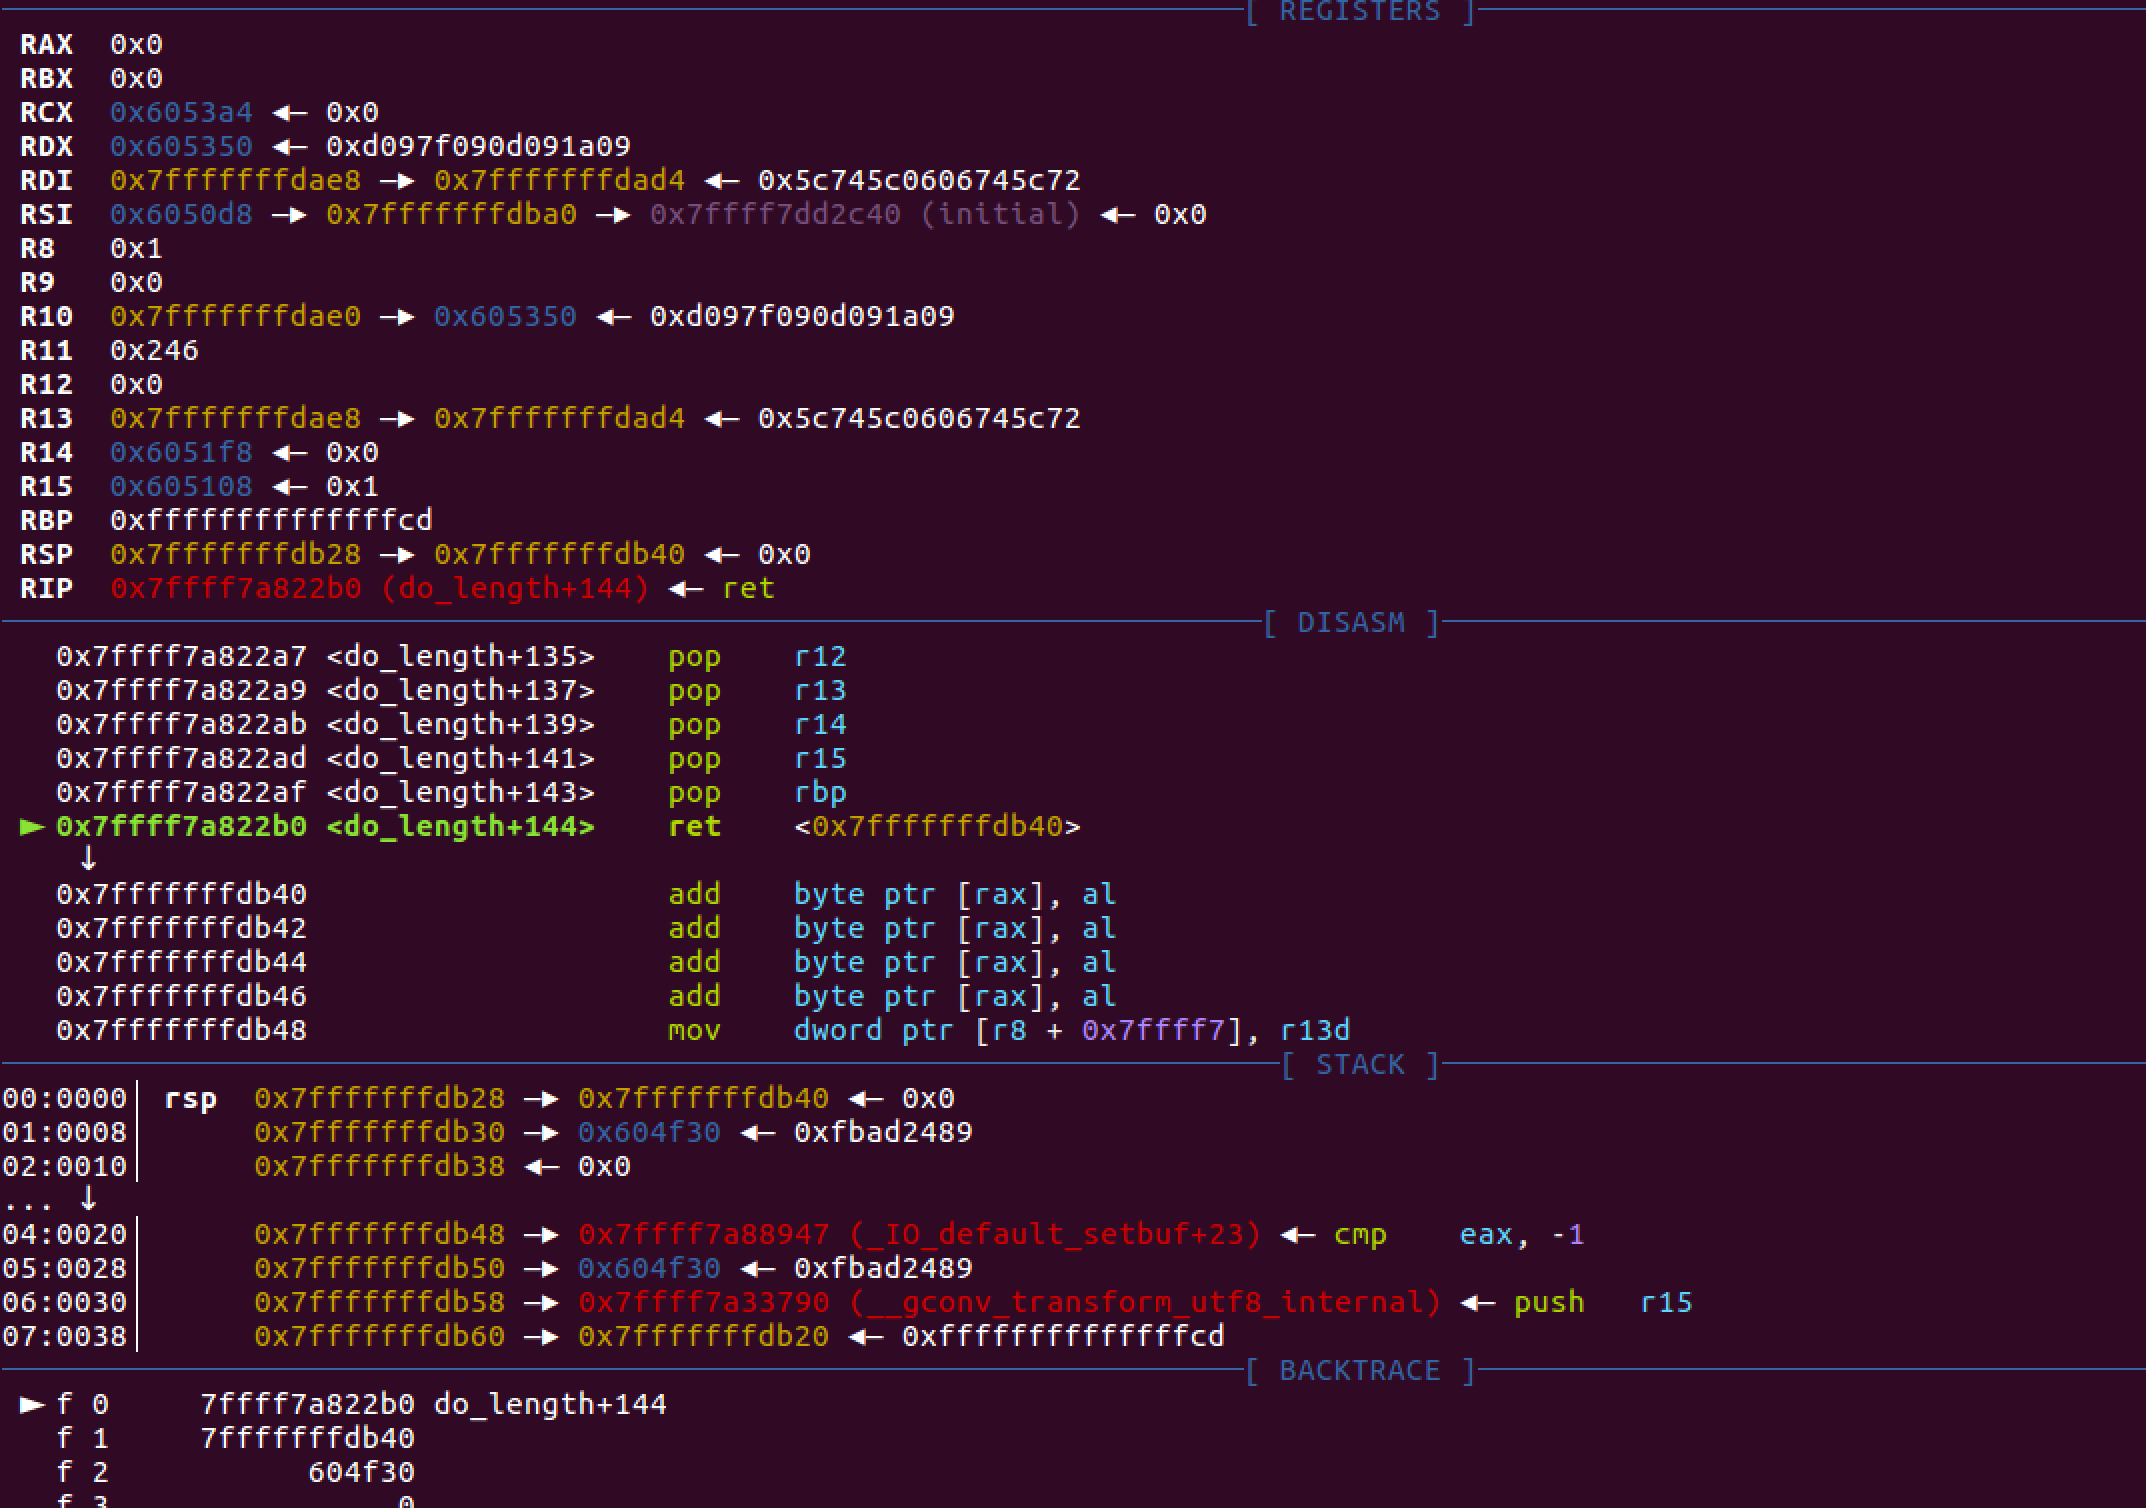 [ REGISTERS ]
RAX 0x0
RBX 0x0
RCX 0x6053a4 ◂— 0x0
RDX 0x605350 ◂— 0xd097f090d091a09
RDI 0x7fffffffdae8 —▸ 0x7fffffffdad4 ◂— 0x5c745c0606745c72
RSI 0x6050d8 —▸ 0x7fffffffdba0 —▸ 0x7ffff7dd2c40 (initial) ◂— 0x0
R8 0x1
R9 0x0
R10 0x7fffffffdae0 —▸ 0x605350 ◂— 0xd097f090d091a09
R11 0x246
R12 0x0
R13 0x7fffffffdae8 —▸ 0x7fffffffdad4 ◂— 0x5c745c0606745c72
R14 0x6051f8 ◂— 0x0
R15 0x605108 ◂— 0x1
RBP 0xffffffffffffffcd
RSP 0x7fffffffdb28 —▸ 0x7fffffffdb40 ◂— 0x0
RIP 0x7ffff7a822b0 (do_length+144) ◂— ret
[ DISASM ]
0x7ffff7a822a7 <do_length+135> pop r12
0x7ffff7a822a9 <do_length+137> pop r13
0x7ffff7a822ab <do_length+139> pop r14
0x7ffff7a822ad <do_length+141> pop r15
0x7ffff7a822af <do_length+143> pop rbp
► 0x7ffff7a822b0 <do_length+144> ret <0x7fffffffdb40>
↓
0x7fffffffdb40 add byte ptr [rax], al
0x7fffffffdb42 add byte ptr [rax], al
0x7fffffffdb44 add byte ptr [rax], al
0x7fffffffdb46 add byte ptr [rax], al
0x7fffffffdb48 mov dword ptr [r8 + 0x7ffff7], r13d
[ STACK ]
00:0000│ rsp 0x7fffffffdb28 —▸ 0x7fffffffdb40 ◂— 0x0
01:0008│ 0x7fffffffdb30 —▸ 0x604f30 ◂— 0xfbad2489
02:0010│ 0x7fffffffdb38 ◂— 0x0
... ↓
04:0020│ 0x7fffffffdb48 —▸ 0x7ffff7a88947 (_IO_default_setbuf+23) ◂— cmp eax, -1
05:0028│ 0x7fffffffdb50 —▸ 0x604f30 ◂— 0xfbad2489
06:0030│ 0x7fffffffdb58 —▸ 0x7ffff7a33790 (__gconv_transform_utf8_internal) ◂— push r15
07:0038│ 0x7fffffffdb60 —▸ 0x7fffffffdb20 ◂— 0xffffffffffffffcd
[ BACKTRACE ]
► f 0 7ffff7a822b0 do_length+144
f 1 7fffffffdb40
f 2 604f30
f 3 0